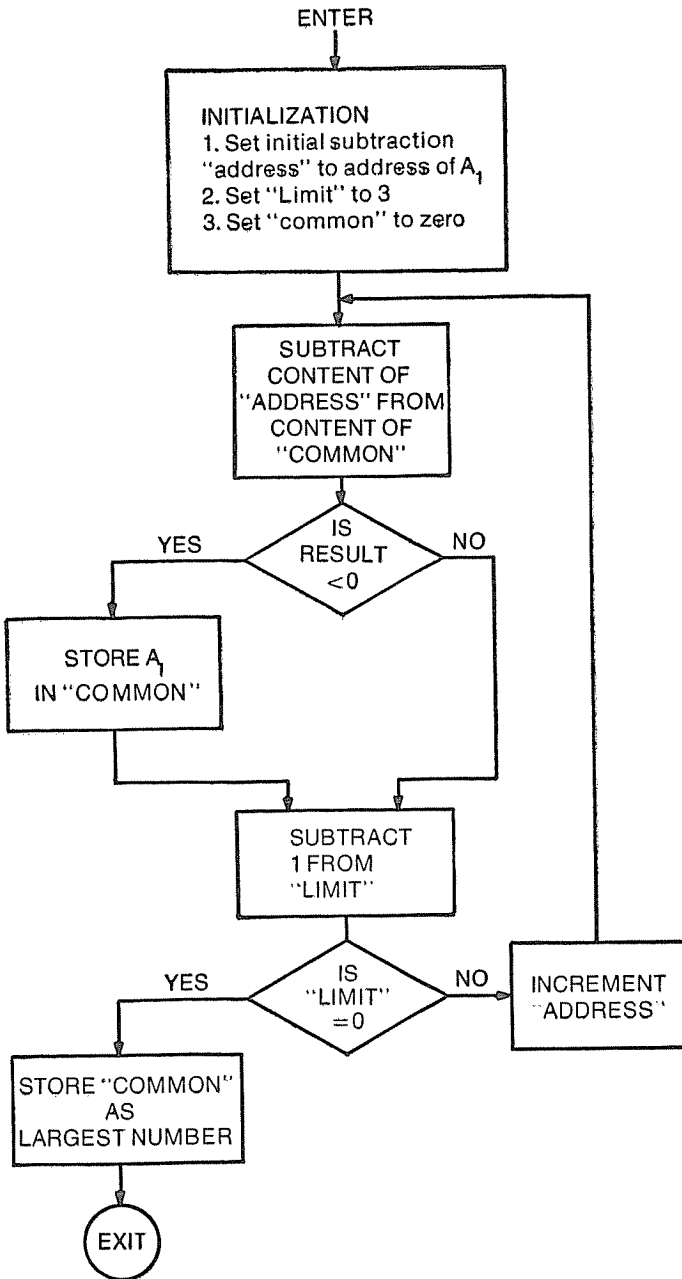 ENTER
INITIALIZATION
1. Set initial subtraction
"address" to address of A₁
2. Set "Limit" to 3
3. Set "common" to zero
SUBTRACT
CONTENT OF
"ADDRESS" FROM
CONTENT OF
"COMMON"
IS
RESULT
<0
YES
NO
STORE A₁
IN "COMMON"
SUBTRACT
1 FROM
"LIMIT"
IS
"LIMIT"
=0
YES
NO
INCREMENT
"ADDRESS"
STORE "COMMON"
AS
LARGEST NUMBER
EXIT